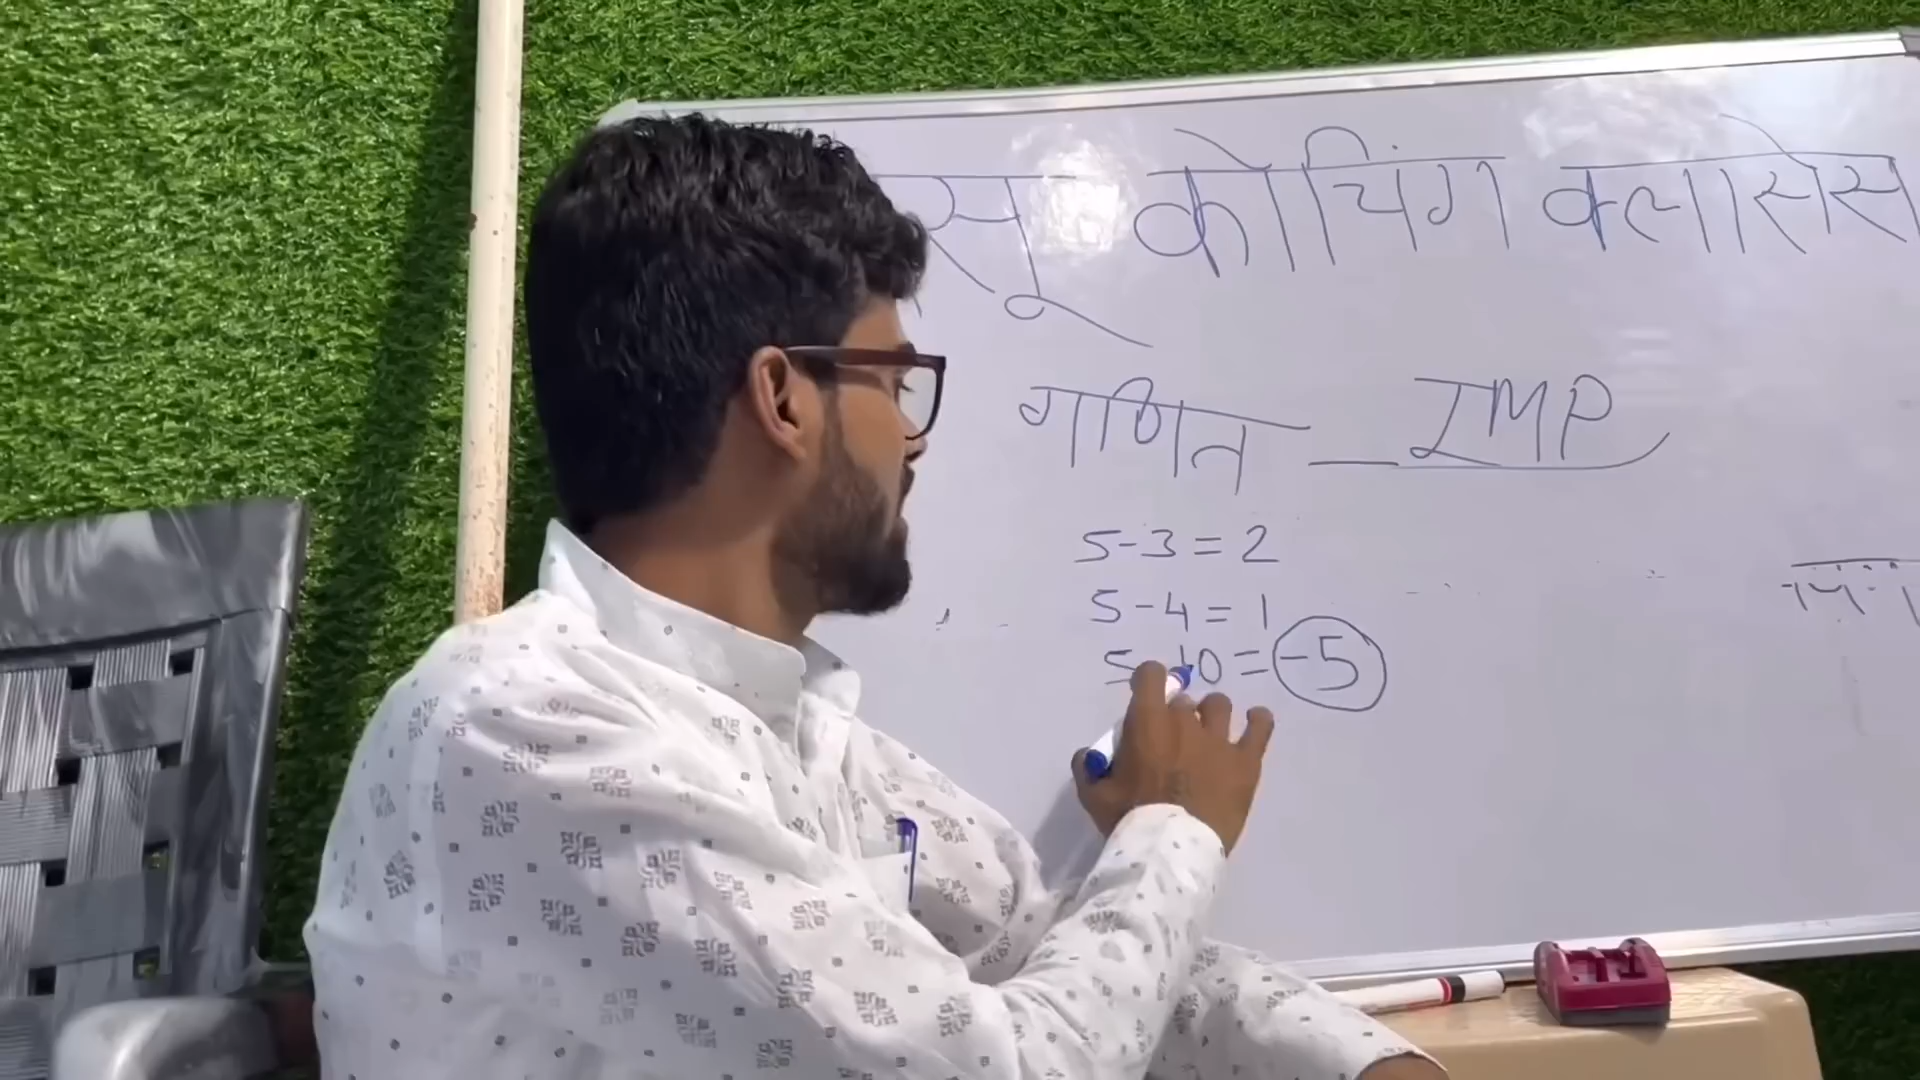 सू कोचिंग क्लासेस
गणित - IMP
5-3=2
5-4=1
5-10=-5